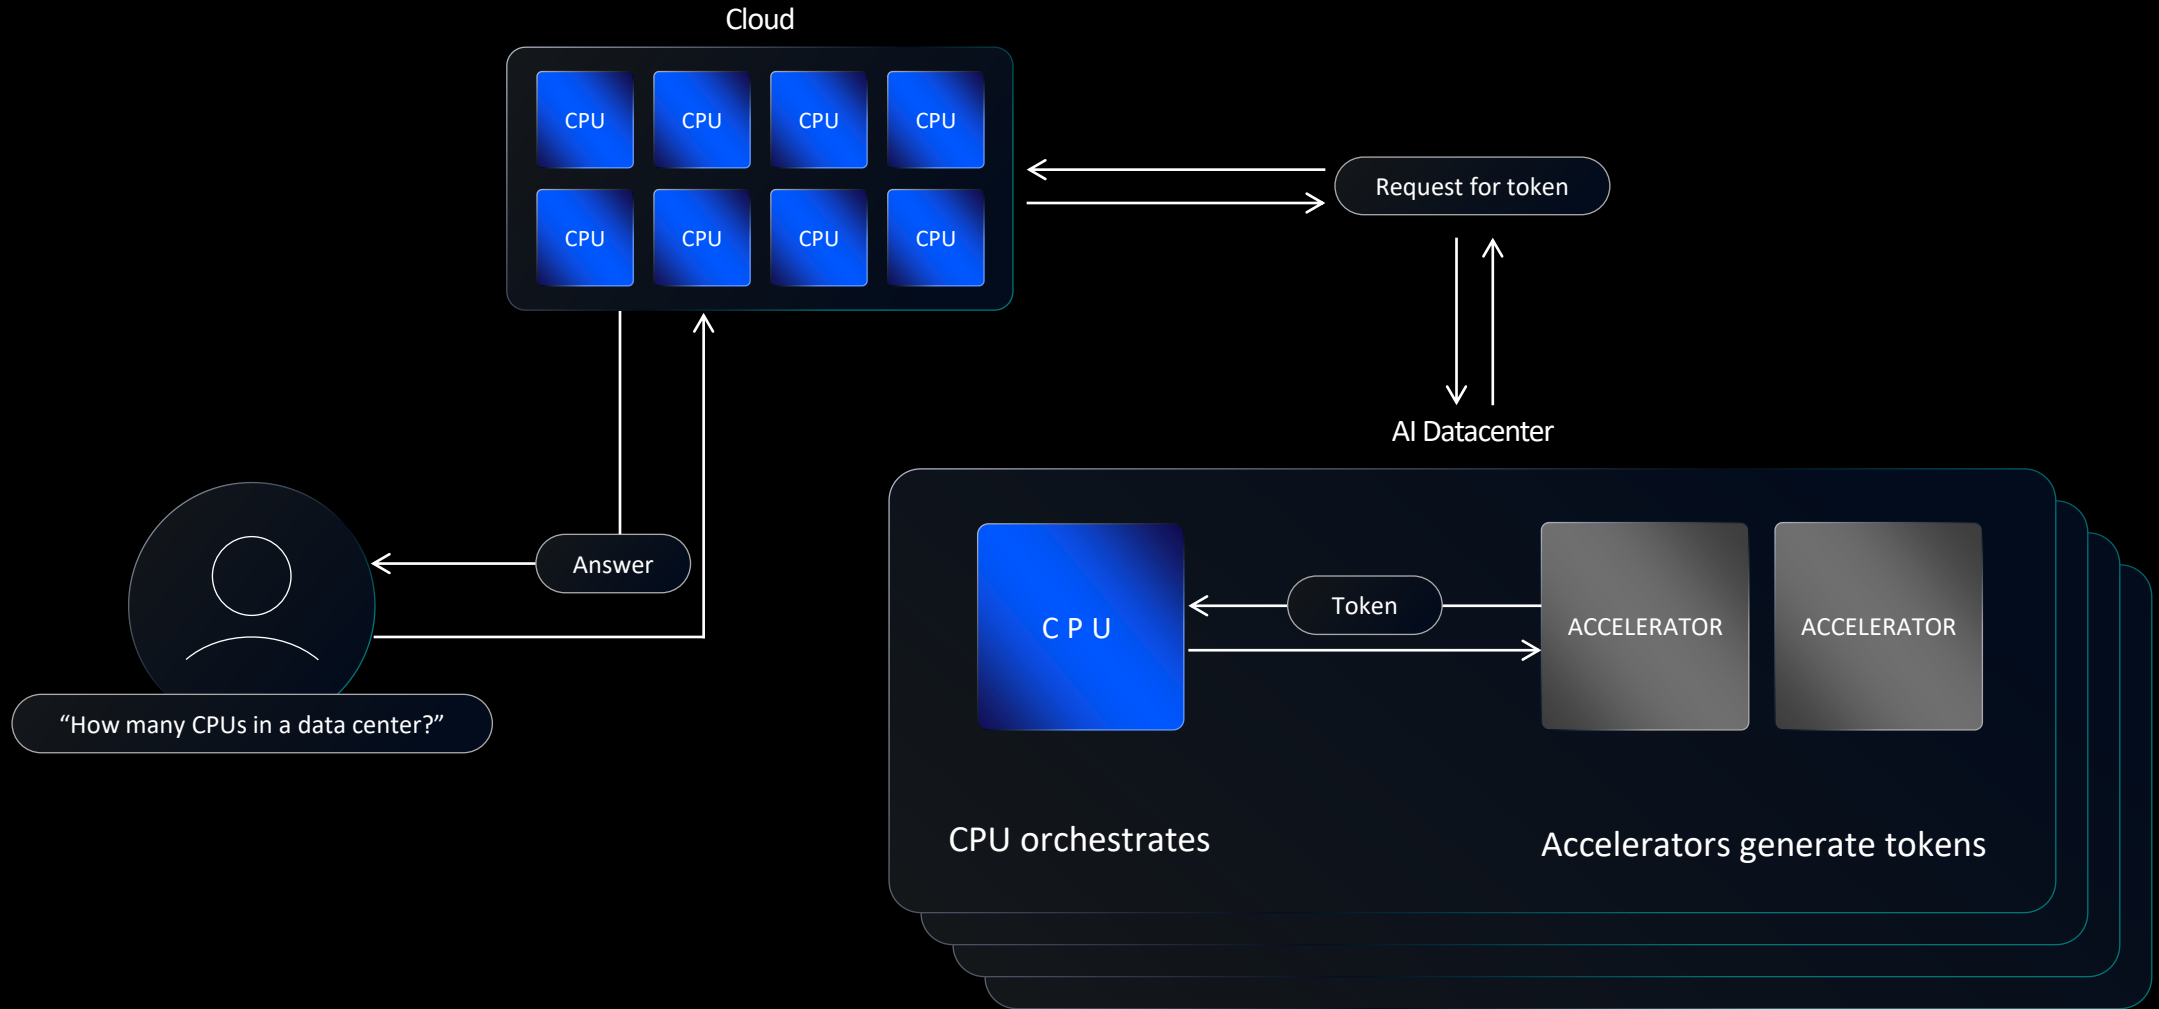 Cloud
CPU CPU CPU CPU
CPU CPU CPU CPU
Request for token
AI Datacenter
Answer
“How many CPUs in a data center?”
CPU
Token
ACCELERATOR ACCELERATOR
CPU orchestrates
Accelerators generate tokens